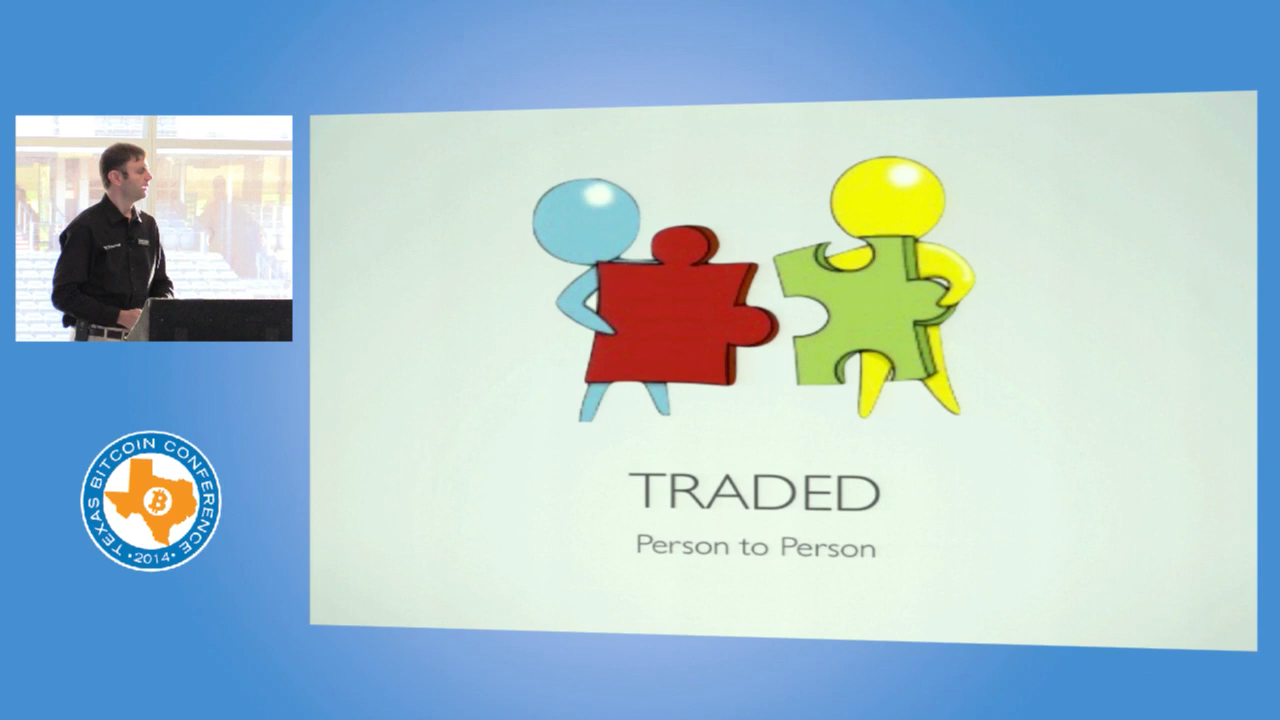 TRADED
Person to Person
TEXAS BITCOIN CONFERENCE
• 2014 •